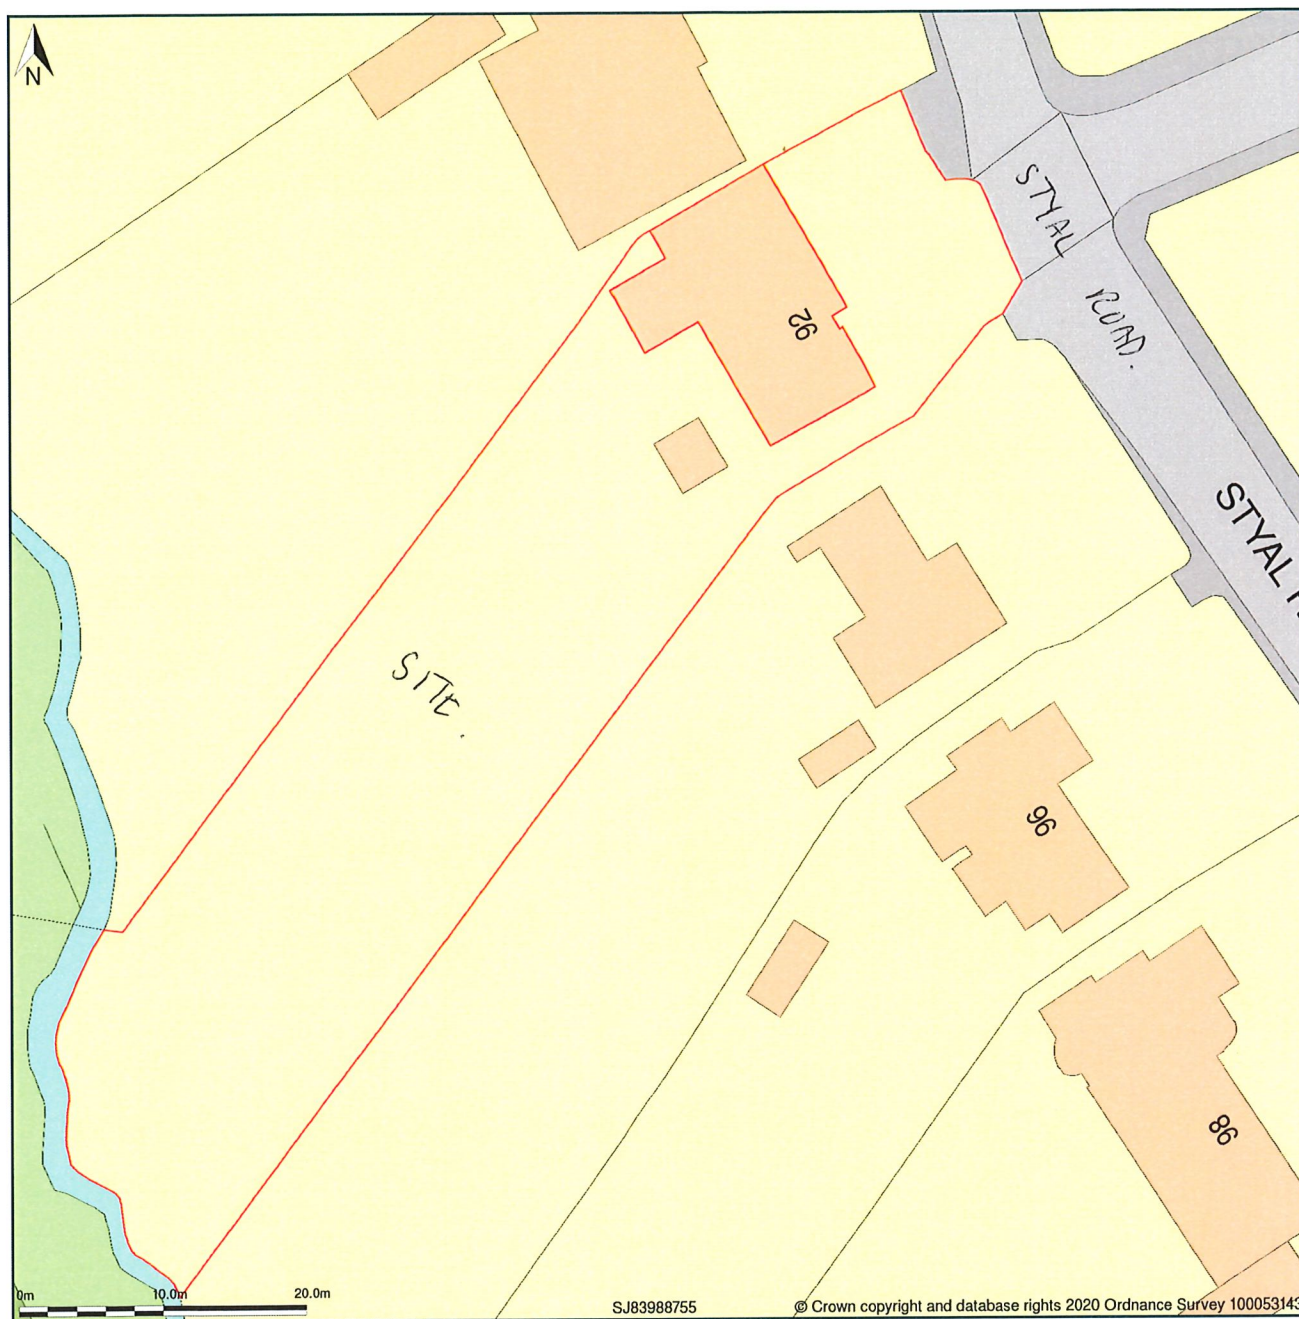 N
STYAL
ROAD.
92
STYAL R
SITE.
96
98
0m 10.0m 20.0m
SJ83988755
© Crown copyright and database rights 2020 Ordnance Survey 100053143